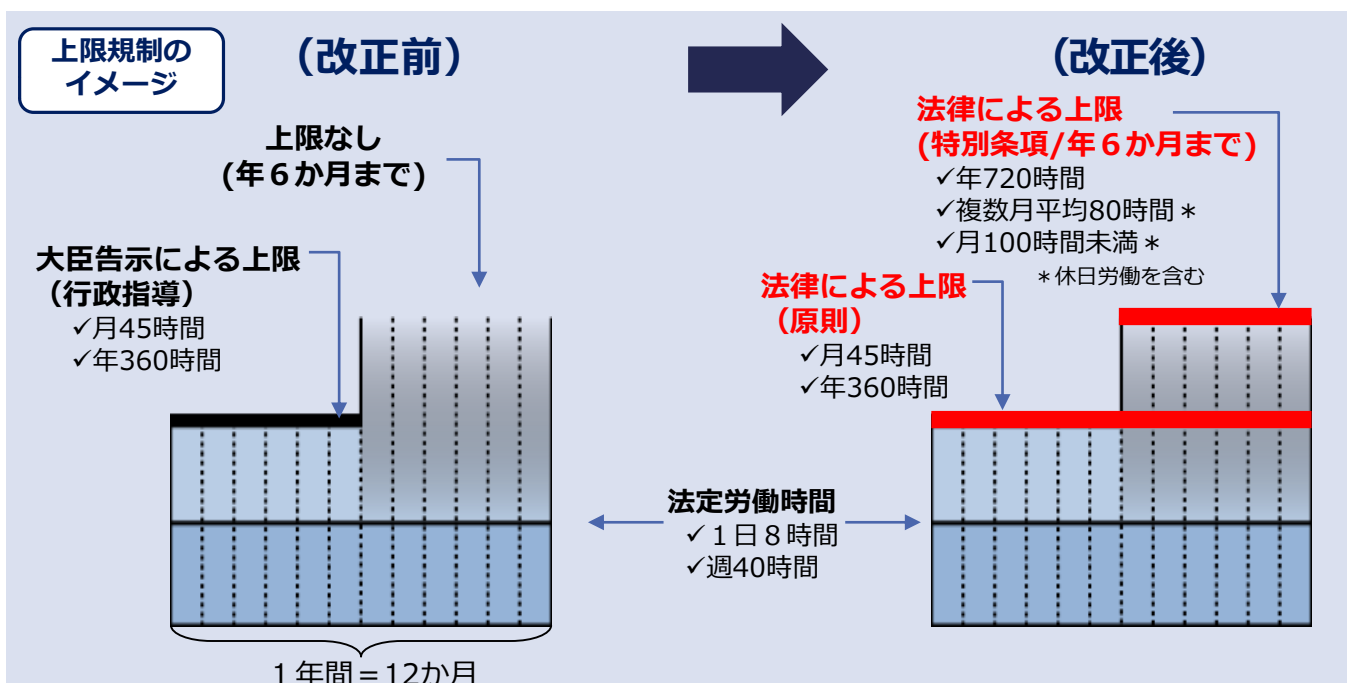 上限規制の
イメージ
（改正前）
（改正後）
上限なし
(年６か月まで)
大臣告示による上限
（行政指導）
✓月45時間
✓年360時間
法律による上限
(特別条項/年６か月まで)
✓年720時間
✓複数月平均80時間＊
✓月100時間未満＊
＊休日労働を含む
法律による上限
（原則）
✓月45時間
✓年360時間
法定労働時間
✓１日８時間
✓週40時間
１年間＝12か月